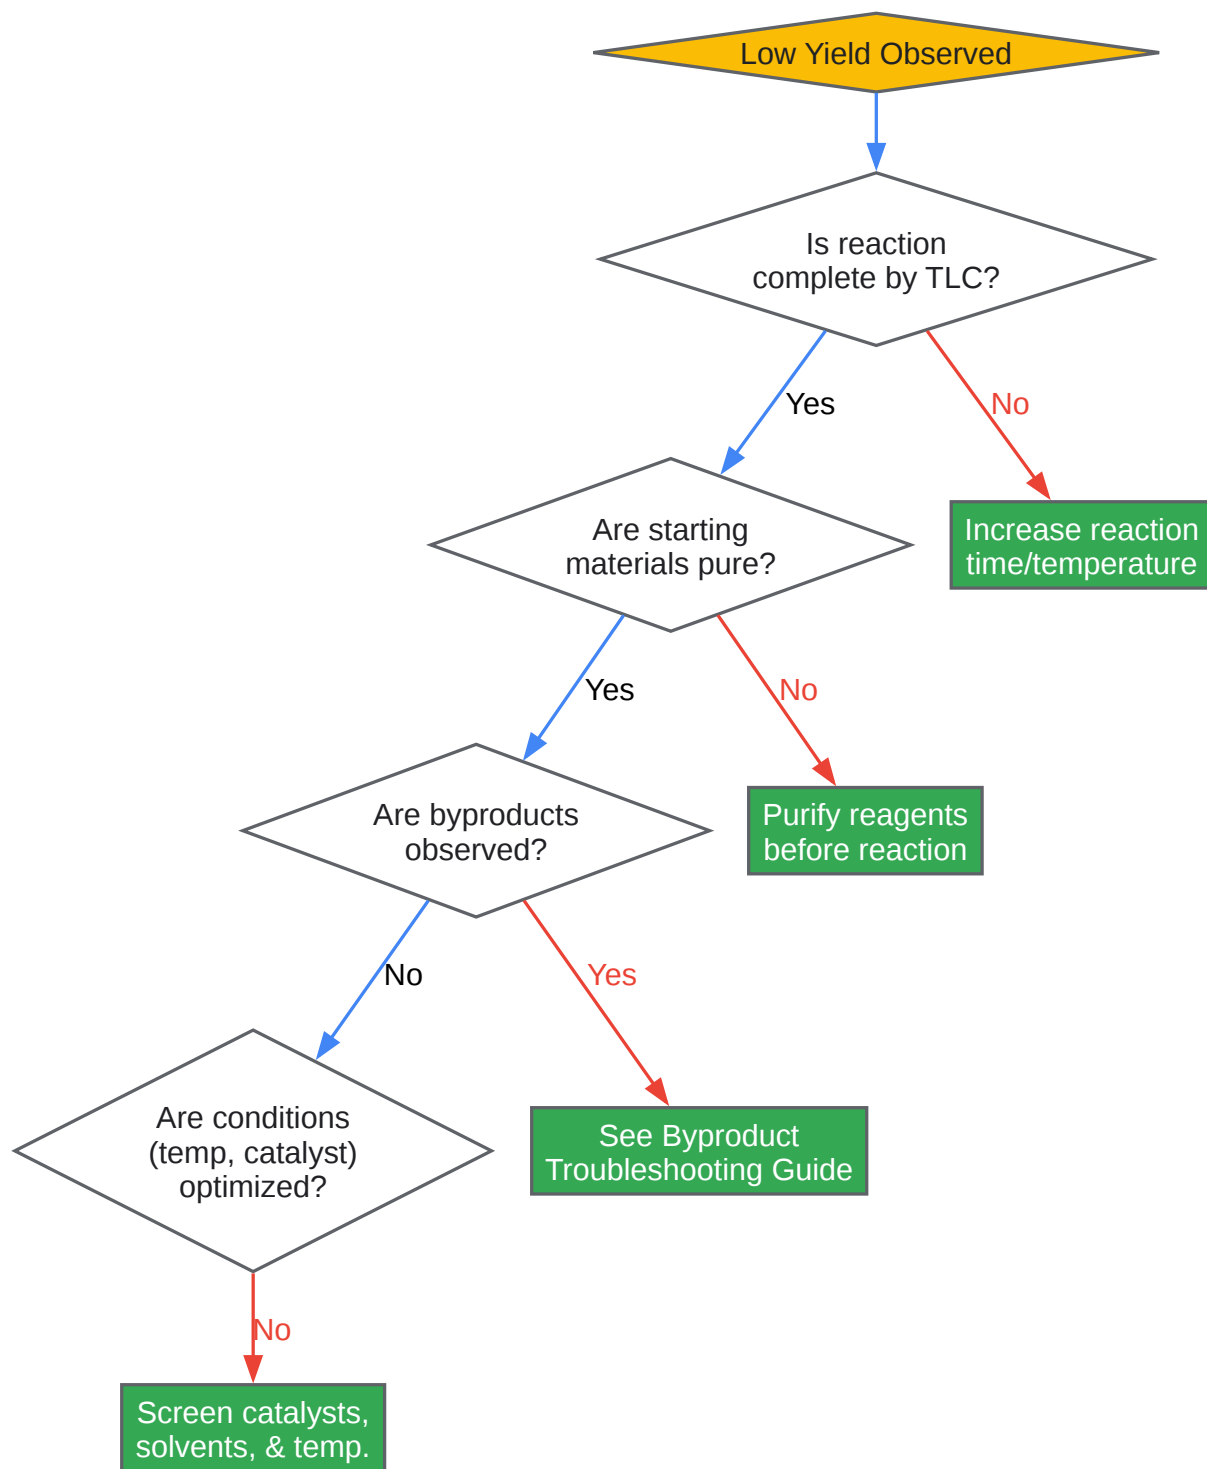 Low Yield Observed
Is reaction
complete by TLC?
Yes
No
Are starting
materials pure?
Increase reaction
time/temperature
Yes
No
Are byproducts
observed?
Purify reagents
before reaction
No
Yes
Are conditions
(temp, catalyst)
optimized?
See Byproduct
Troubleshooting Guide
No
Screen catalysts,
solvents, & temp.